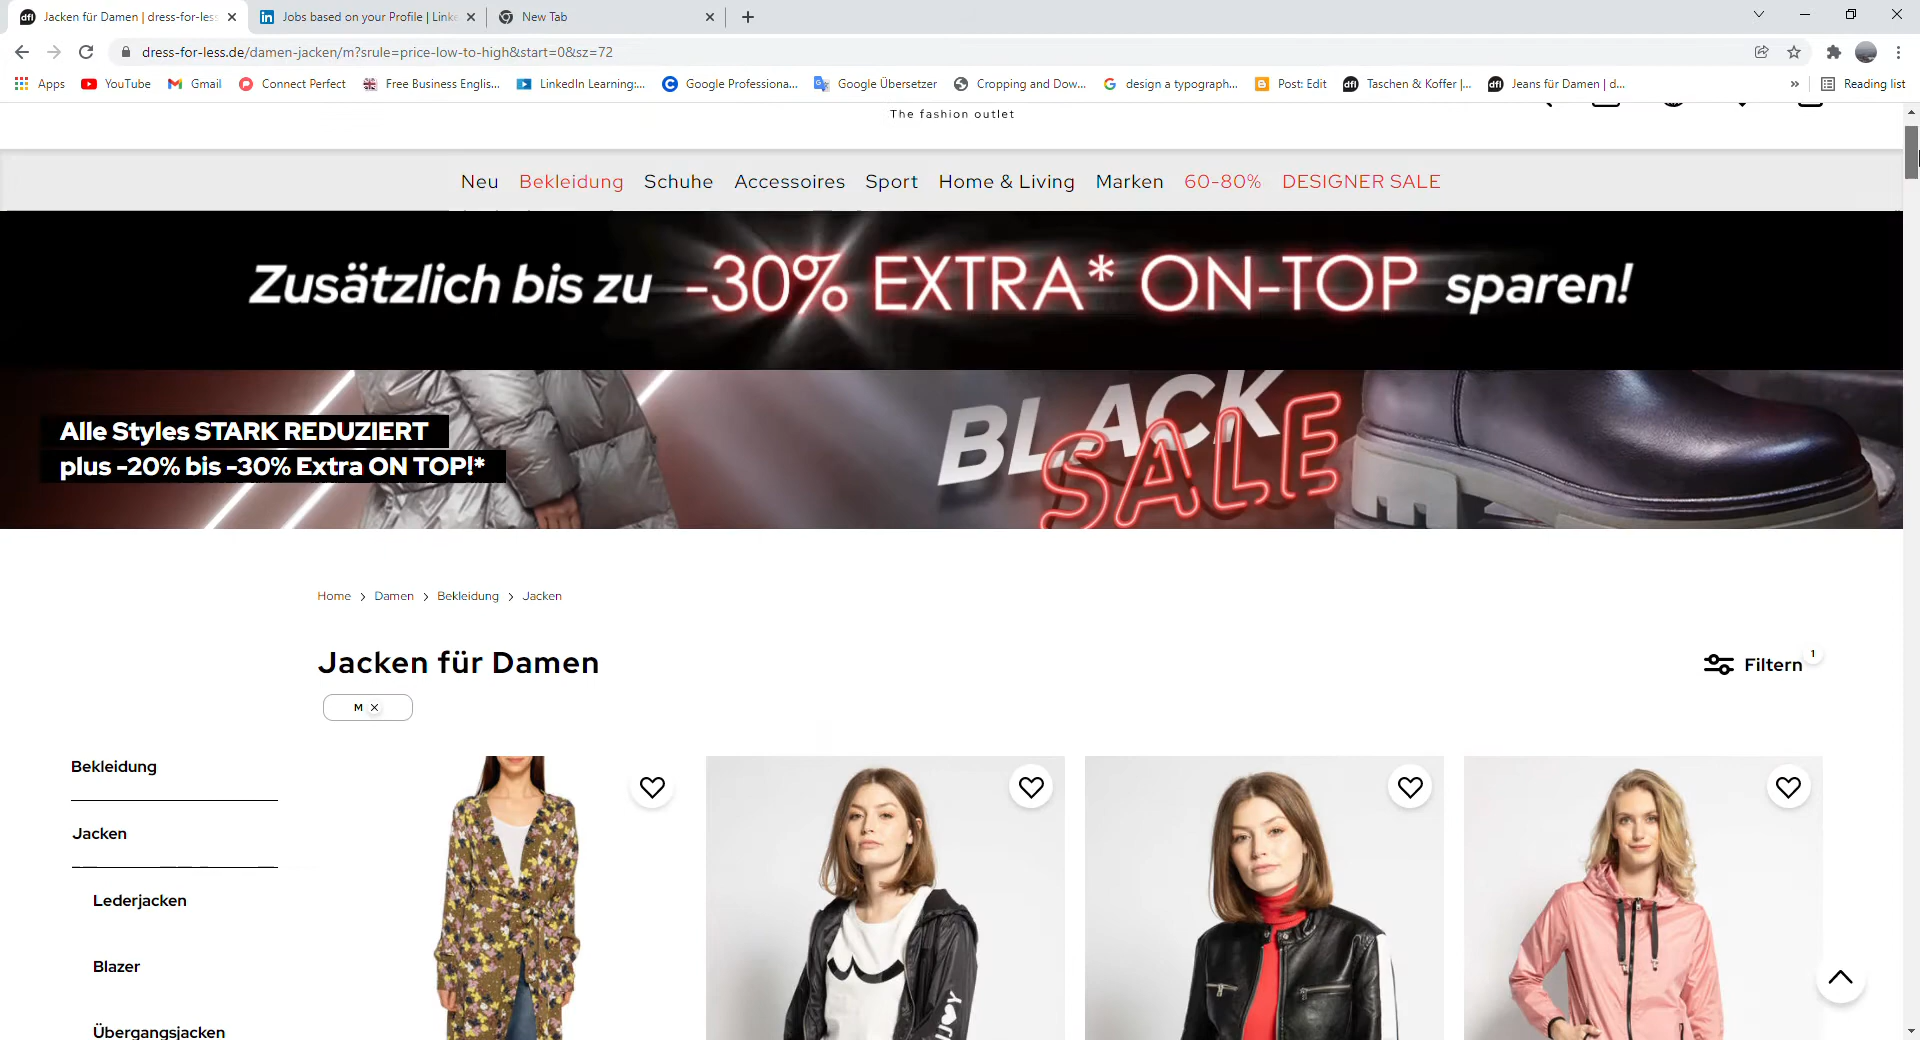 Jacken für Damen | dress-for-les
Jobs based on your Profile | Linke
New Tab
dress-for-less.de/damen-jacken/m?srule=price-low-to-high&start=0&sz=72
Apps
YouTube
Gmail
Connect Perfect
Free Business Englis...
LinkedIn Learning:...
Google Professiona...
Google Übersetzer
Cropping and Dow...
design a typograph...
Post: Edit
Taschen & Koffer |...
Jeans für Damen | d...
»
Reading list
The fashion outlet
Neu Bekleidung Schuhe Accessoires Sport Home & Living Marken 60-80% DESIGNER SALE
Zusätzlich bis zu -30% EXTRA* ON-TOP sparen!
Alle Styles STARK REDUZIERT
plus -20% bis -30% Extra ON TOP!*
BLACK
SALE
Home > Damen > Bekleidung > Jacken
Jacken für Damen
Filtern 1
M ×
Bekleidung
Jacken
Lederjacken
Blazer
Übergangsjacken